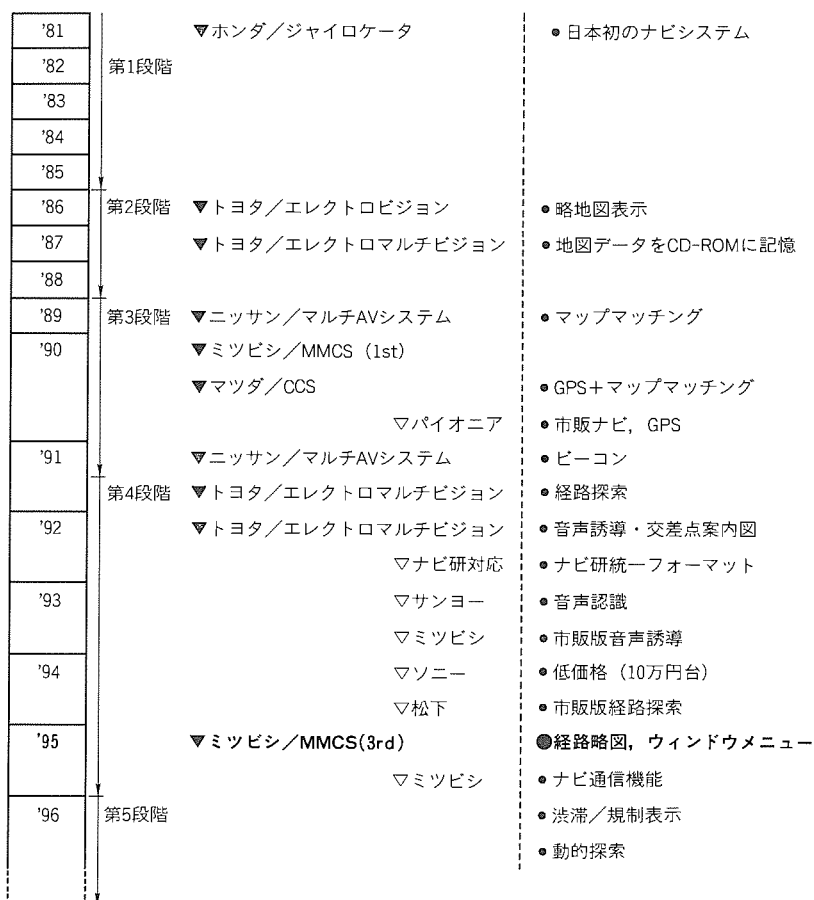 '81 ▼ホンダ／ジャイロケータ ●日本初のナビシステム
'82 第1段階
'83
'84
'85
'86 第2段階 ▼トヨタ／エレクトロビジョン ●略地図表示
'87 ▼トヨタ／エレクトロマルチビジョン ●地図データをCD-ROMに記憶
'88
'89 第3段階 ▼ニッサン／マルチAVシステム ●マップマッチング
'90 ▼ミツビシ／MMCS (1st)
▼マツダ／CCS ●GPS＋マップマッチング
▽パイオニア ●市販ナビ，GPS
'91 ▼ニッサン／マルチAVシステム ●ビーコン
第4段階 ▼トヨタ／エレクトロマルチビジョン ●経路探索
'92 ▼トヨタ／エレクトロマルチビジョン ●音声誘導・交差点案内図
▽ナビ研対応 ●ナビ研統一フォーマット
'93 ▽サンヨー ●音声認識
▽ミツビシ ●市販版音声誘導
'94 ▽ソニー ●低価格（10万円台）
▽松下 ●市販版経路探索
'95 ▼ミツビシ／MMCS(3rd) ●経路略図，ウィンドウメニュー
▽ミツビシ ●ナビ通信機能
'96 第5段階 ●渋滞／規制表示
●動的探索